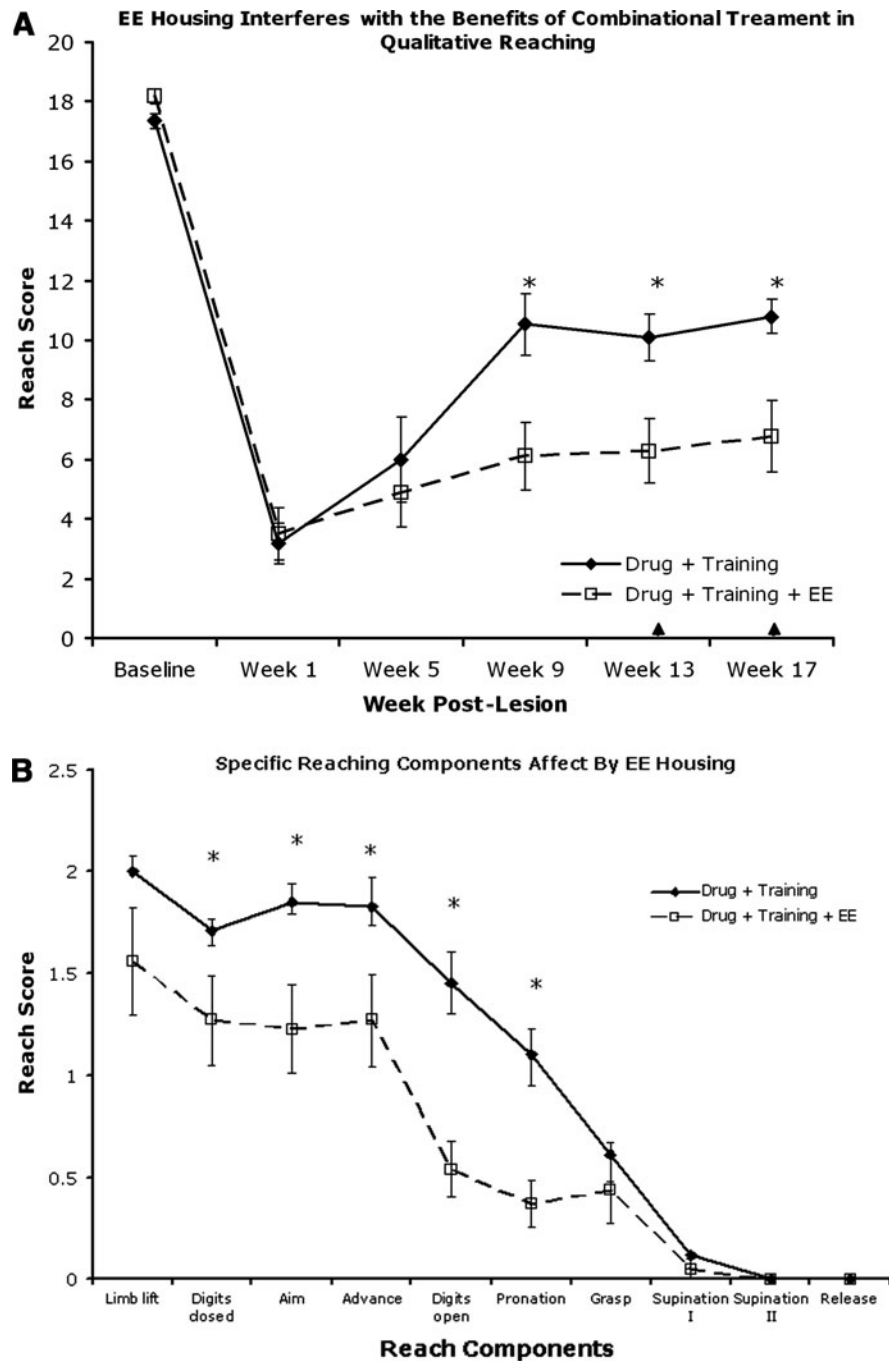 A
EE Housing Interferes with the Benefits of Combinational Treament in
Qualitative Reaching
20
18
16
14
12
10
8
6
4
2
0
Reach Score
* * *
Drug + Training
Drug + Training + EE
Baseline Week 1 Week 5 Week 9 Week 13 Week 17
Week Post-Lesion
B
Specific Reaching Components Affect By EE Housing
2.5
2
1.5
1
0.5
0
Reach Score
* * * * *
Drug + Training
Drug + Training + EE
Limb lift Digits closed Aim Advance Digits open Pronation Grasp Supination I Supination II Release
Reach Components